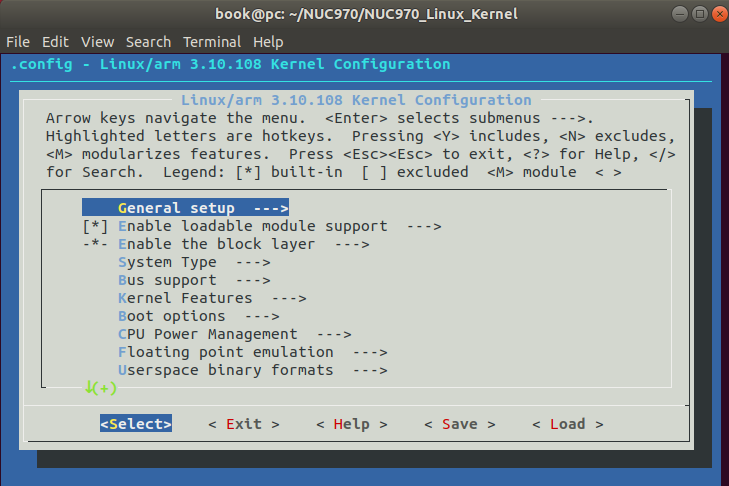 book@pc: ~/NUC970/NUC970_Linux_Kernel
File Edit View Search Terminal Help
.config - Linux/arm 3.10.108 Kernel Configuration
Linux/arm 3.10.108 Kernel Configuration
Arrow keys navigate the menu. <Enter> selects submenus --->.
Highlighted letters are hotkeys. Pressing <Y> includes, <N> excludes,
<M> modularizes features. Press <Esc><Esc> to exit, <?> for Help, </>
for Search. Legend: [*] built-in [ ] excluded <M> module < >
General setup --->
[*] Enable loadable module support --->
-*- Enable the block layer --->
System Type --->
Bus support --->
Kernel Features --->
Boot options --->
CPU Power Management --->
Floating point emulation --->
Userspace binary formats --->
↓(+)
<Select> < Exit > < Help > < Save > < Load >